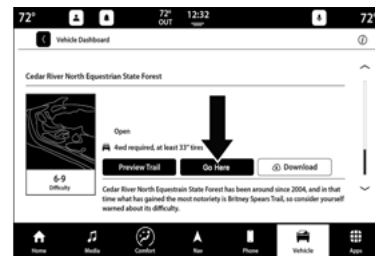 72°
72°
OUT
12:32
72°
Vehicle Dashboard
Cedar River North Equestrian State Forest
Open
4wd required, at least 33" tires
Preview Trail
Go Here
Download
6-9
Difficulty
Cedar River North Equestrain State Forest has been around since 2004, and in that
time what has gained the most notoriety is Britney Spears Trail, so consider yourself
warned about its difficulty.
Home
Media
Comfort
Nav
Phone
Vehicle
Apps